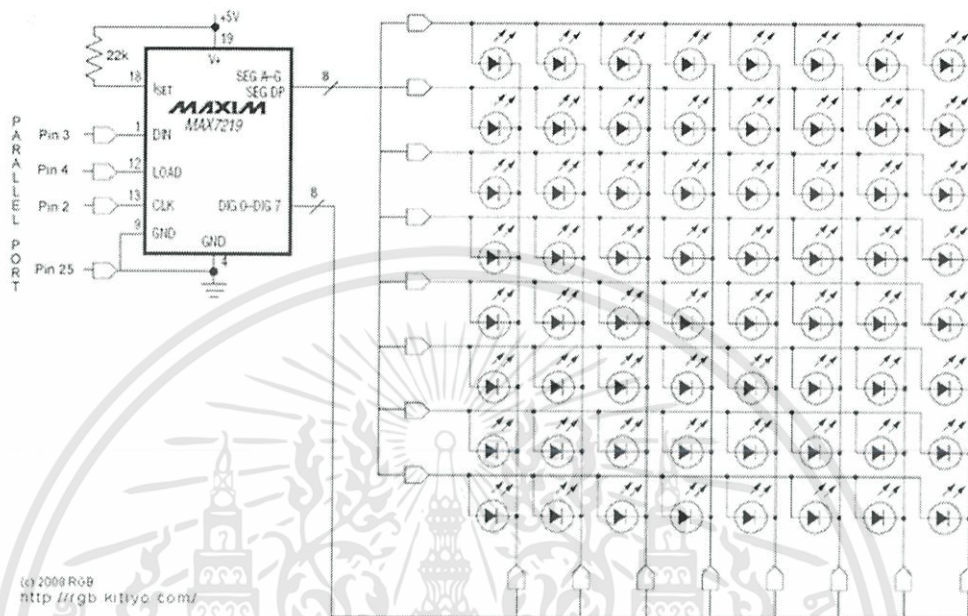 +5V
19
V+
22k
18
ISET
SEG A-G
SEG DP
8
MAXIM
MAX7219
PARALLEL PORT
Pin 3
1
DIN
Pin 4
12
LOAD
Pin 2
13
CLK
DIG 0-DIG 7
8
9
GND
GND
4
Pin 25
(c) 2008 RGB
http://rgb.kitiyo.com/